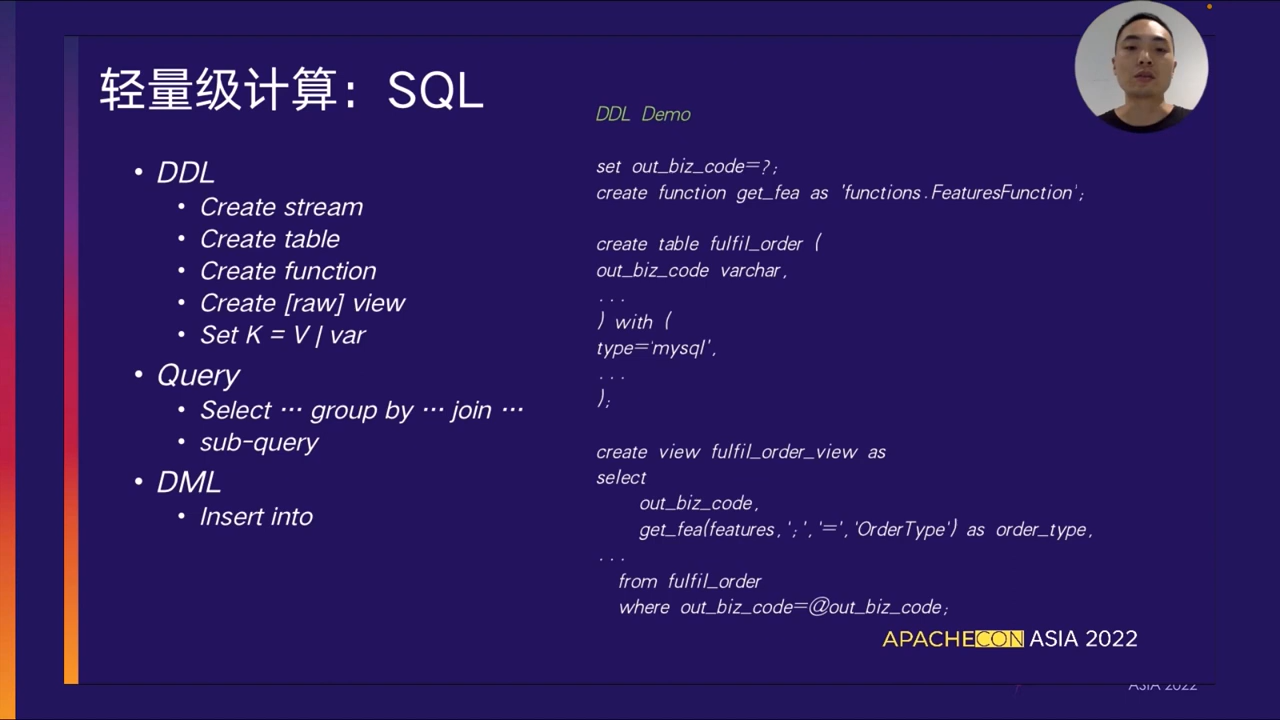 轻量级计算：SQL
• DDL
• Create stream
• Create table
• Create function
• Create [raw] view
• Set K = V | var
• Query
• Select ··· group by ··· join ···
• sub-query
• DML
• Insert into
DDL Demo
set out_biz_code=?;
create function get_fea as 'functions.FeaturesFunction';
create table fulfil_order (
out_biz_code varchar,
...
) with (
type='mysql',
...
);
create view fulfil_order_view as
select
out_biz_code,
get_fea(features,';','=','OrderType') as order_type,
...
from fulfil_order
where out_biz_code=@out_biz_code;
APACHECON ASIA 2022
ASIA 2022